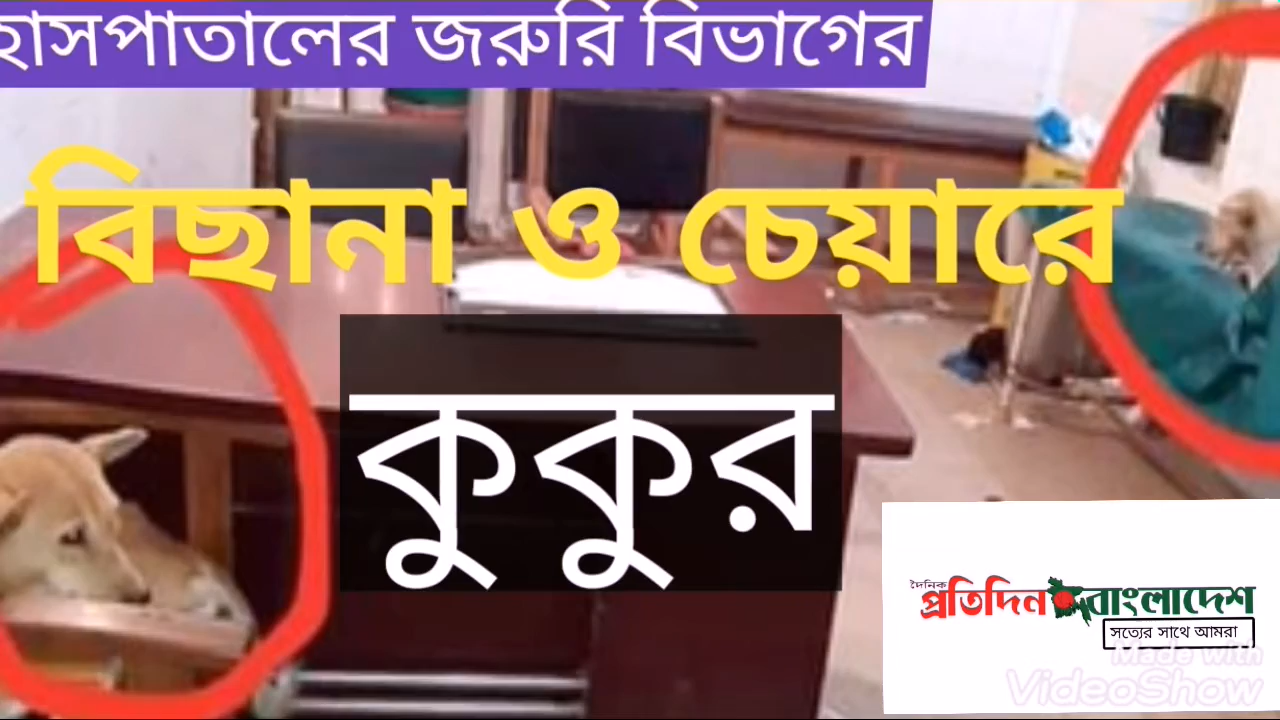 হাসপাতালের জরুরি বিভাগের
বিছানা ও চেয়ারে
কুকুর
দৈনিক
প্রতিদিন বাংলাদেশ
সত্যের সাথে আমরা
Made with
VideoShow